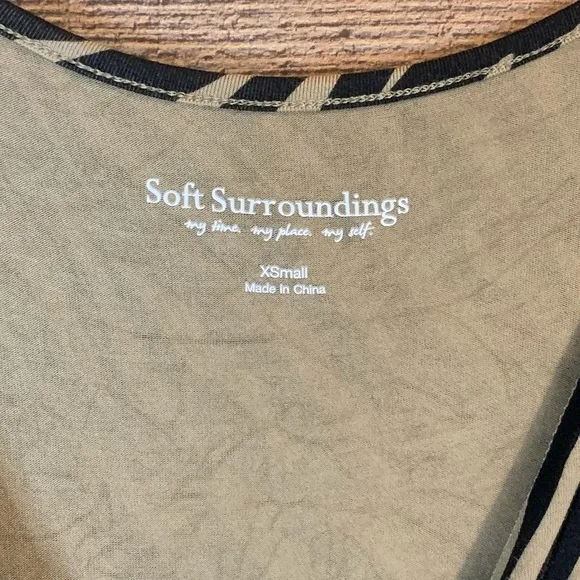 Soft Surroundings
my time. my place. my self.
XSmall
Made in China